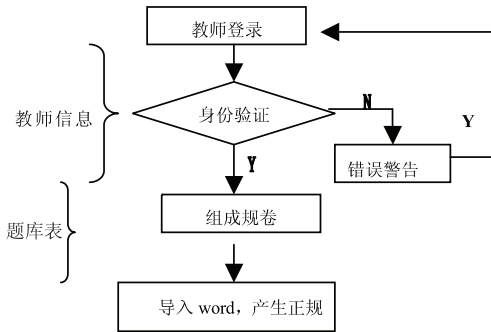 教师登录
教师信息
身份验证
N
Y
Y
错误警告
题库表
组成规卷
导入 word，产生正规